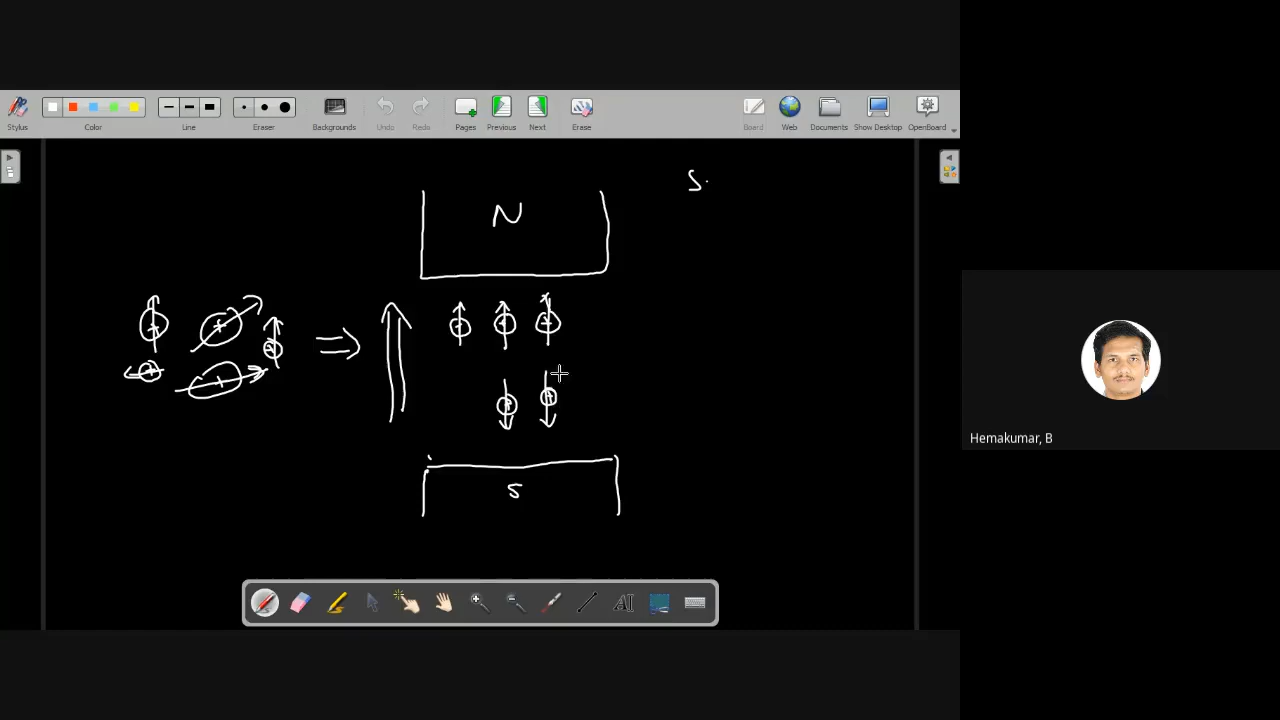 Stylus Color Line Eraser Backgrounds Undo Redo Pages Previous Next Erase Board Web Documents Show Desktop OpenBoard
S.
N
S
Hemakumar, B